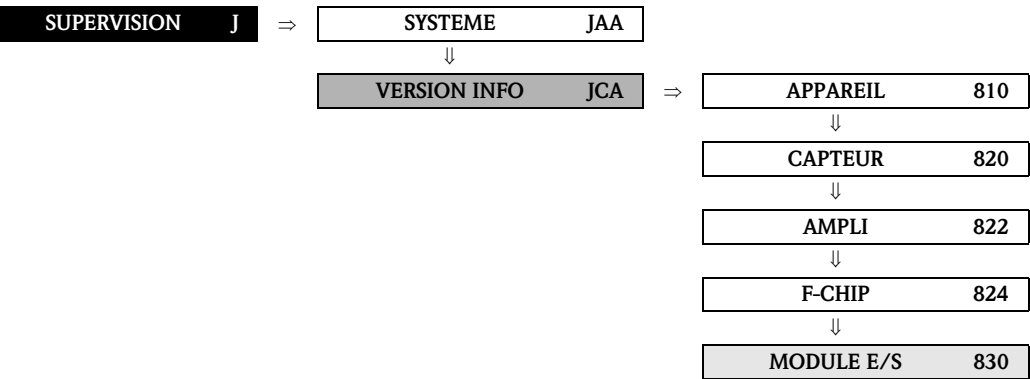 SUPERVISION J ⇒ SYSTEME JAA
⇓
VERSION INFO JCA ⇒ APPAREIL 810
⇓
CAPTEUR 820
⇓
AMPLI 822
⇓
F-CHIP 824
⇓
MODULE E/S 830